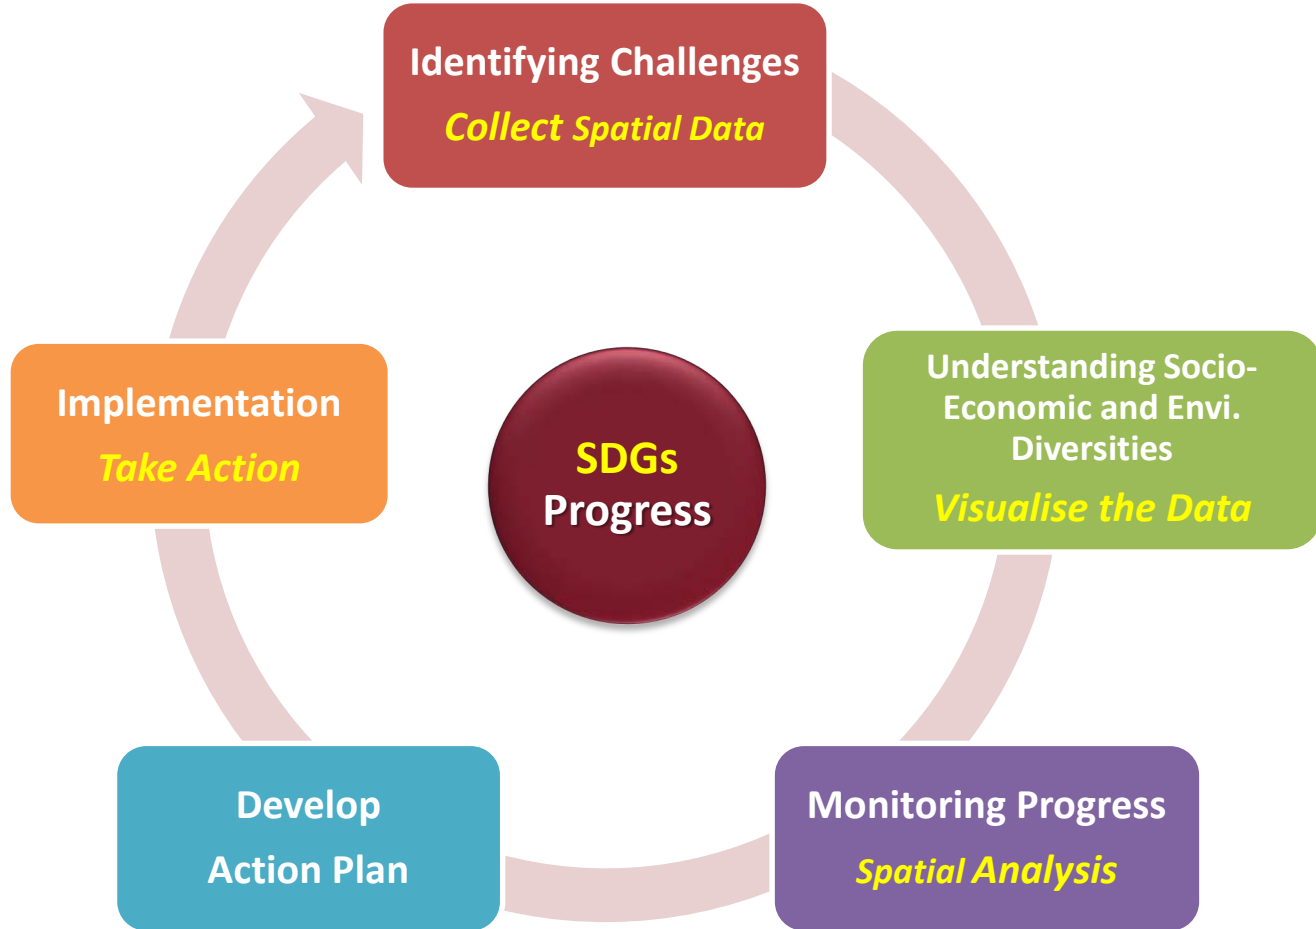 Identifying Challenges
Collect Spatial Data
Understanding Socio-
Economic and Envi.
Diversities
Visualise the Data
Monitoring Progress
Spatial Analysis
Develop
Action Plan
Implementation
Take Action
SDGs
Progress